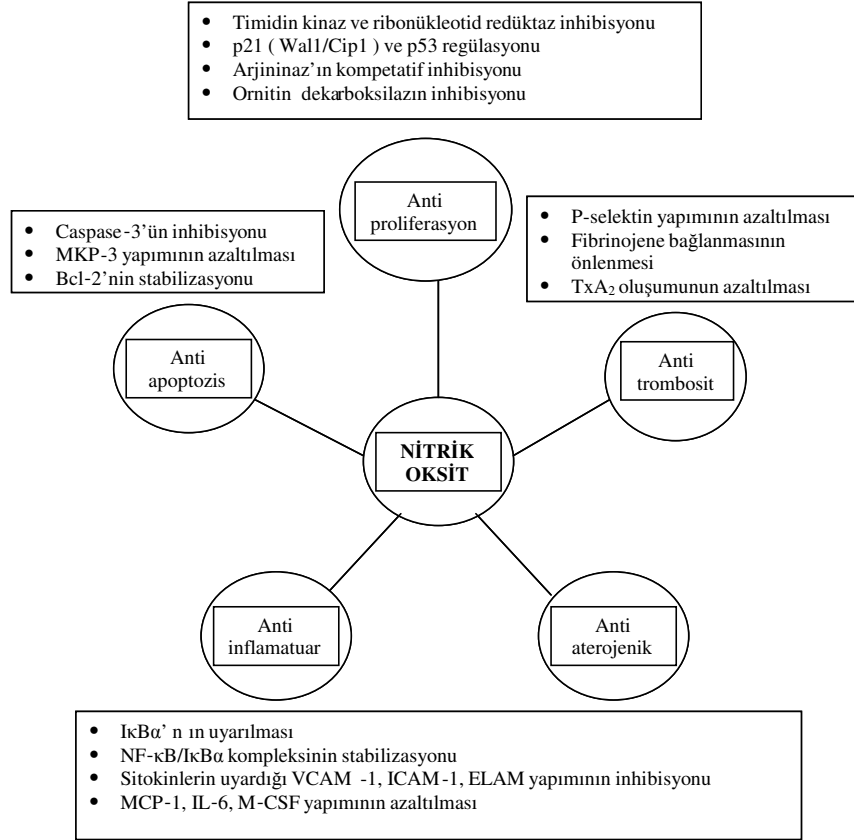 • Timidin kinaz ve ribonükleotid redüktaz inhibisyonu
• p21 ( Wal1/Cip1 ) ve p53 regülasyonu
• Arjininaz’ın kompetatif inhibisyonu
• Ornitin dekarboksilazın inhibisyonu
Anti
proliferasyon
• Caspase-3’ün inhibisyonu
• MKP-3 yapımının azaltılması
• Bcl-2’nin stabilizasyonu
• P-selektin yapımının azaltılması
• Fibrinojene bağlanmasının
önlenmesi
• TxA₂ oluşumunun azaltılması
Anti
apoptozis
Anti
trombosit
NİTRİK
OKSİT
Anti
inflamatuar
Anti
aterojenik
• IκBα’ n ın uyarılması
• NF-κB/IκBα kompleksinin stabilizasyonu
• Sitokinlerin uyardığı VCAM -1, ICAM-1, ELAM yapımının inhibisyonu
• MCP-1, IL-6, M-CSF yapımının azaltılması